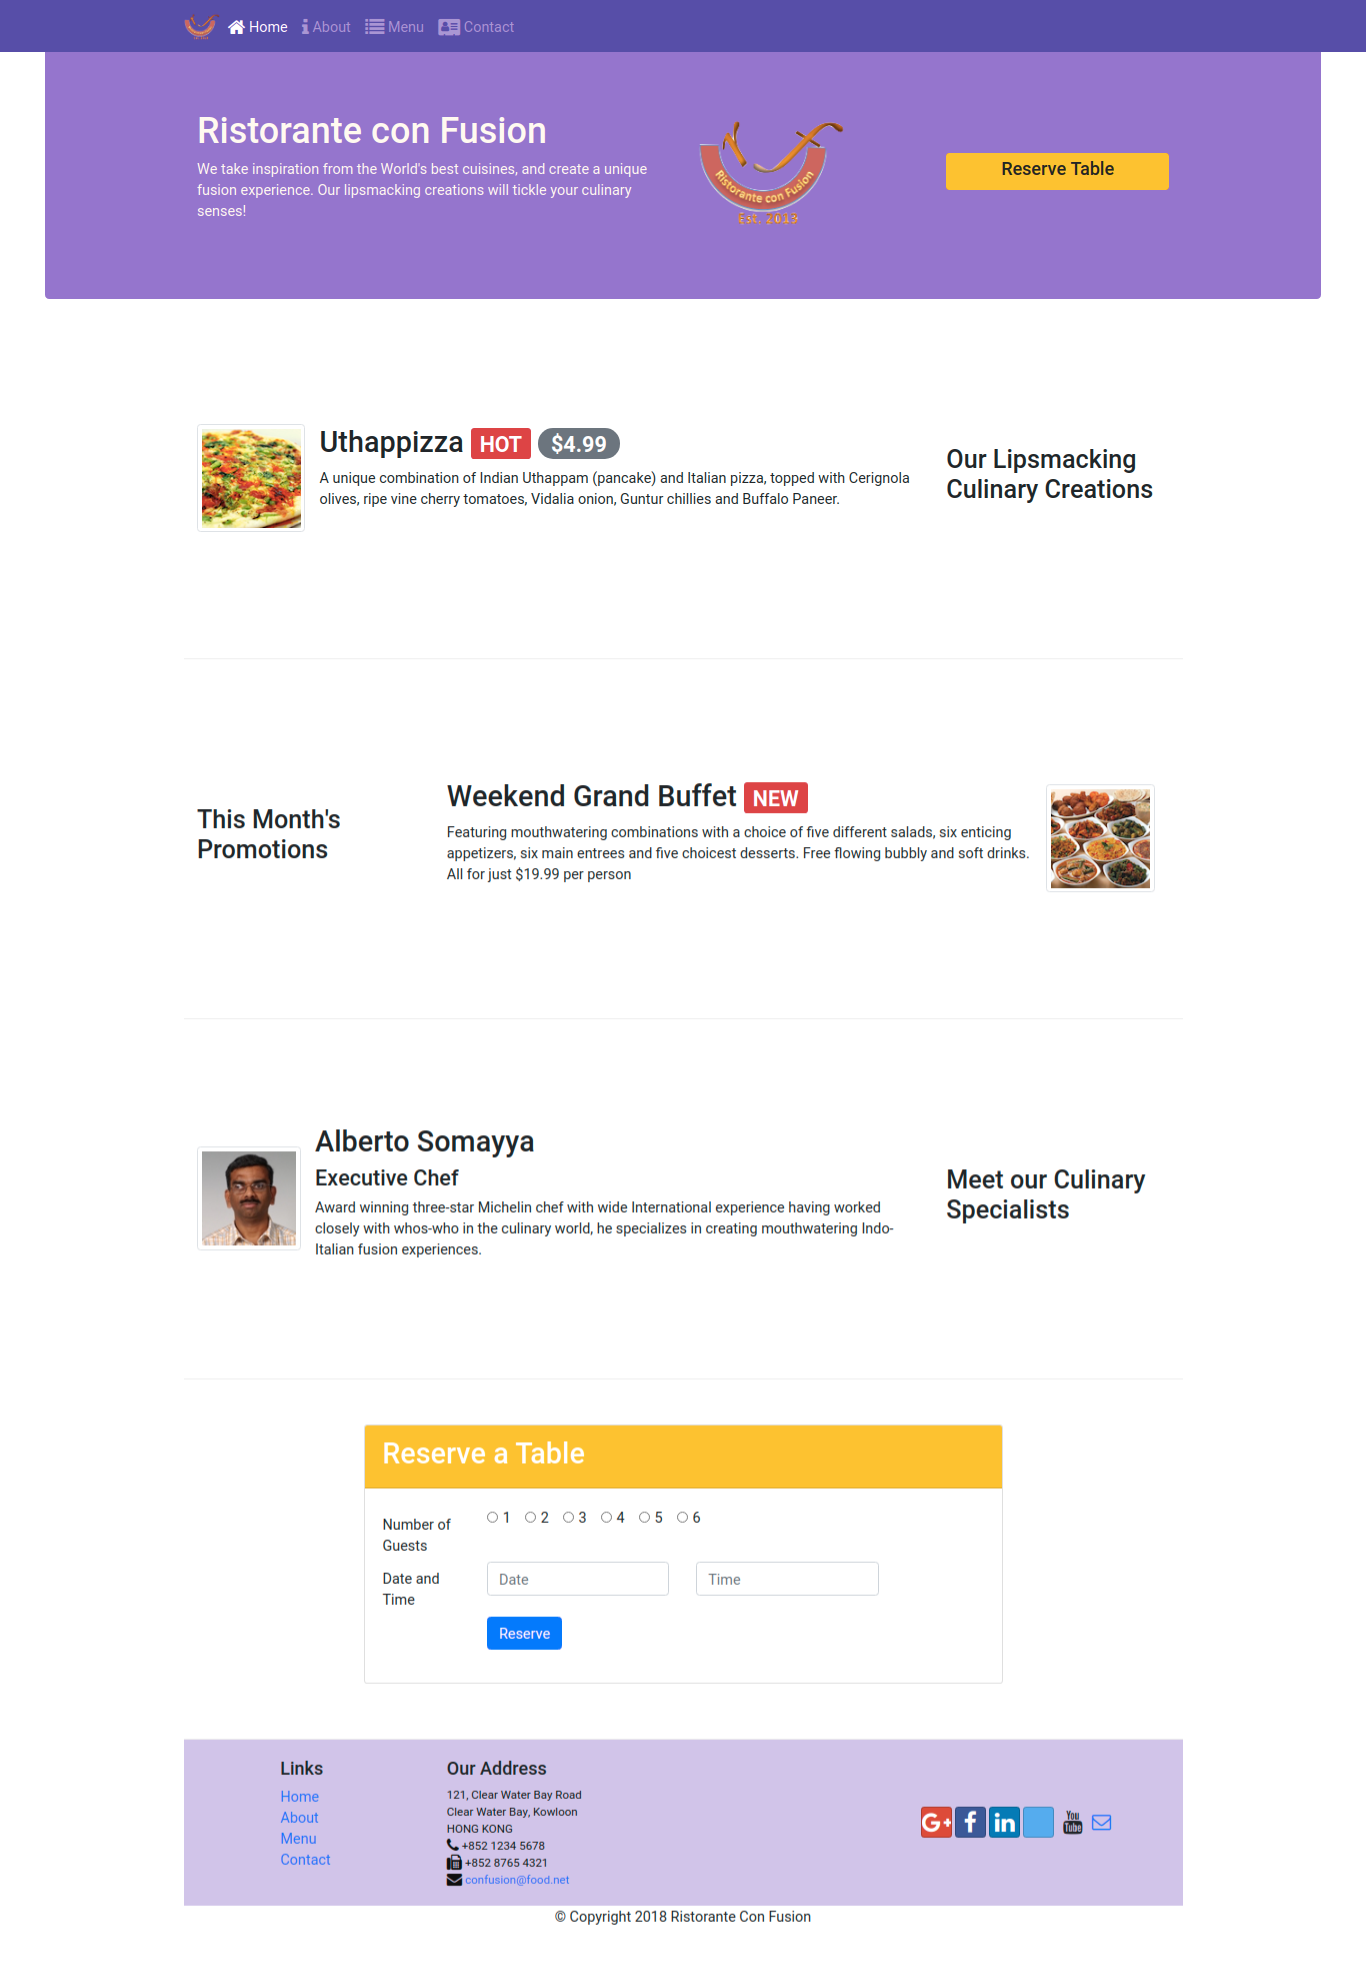 Home About Menu Contact
Ristorante con Fusion
We take inspiration from the World's best cuisines, and create a unique
fusion experience. Our lipsmacking creations will tickle your culinary
senses!
Ristorante con Fusion
Est. 2013
Reserve Table
Uthappizza HOT $4.99
A unique combination of Indian Uthappam (pancake) and Italian pizza, topped with Cerignola
olives, ripe vine cherry tomatoes, Vidalia onion, Guntur chillies and Buffalo Paneer.
Our Lipsmacking
Culinary Creations
This Month's
Promotions
Weekend Grand Buffet NEW
Featuring mouthwatering combinations with a choice of five different salads, six enticing
appetizers, six main entrees and five choicest desserts. Free flowing bubbly and soft drinks.
All for just $19.99 per person
Alberto Somayya
Executive Chef
Award winning three-star Michelin chef with wide International experience having worked
closely with whos-who in the culinary world, he specializes in creating mouthwatering Indo-
Italian fusion experiences.
Meet our Culinary
Specialists
Reserve a Table
Number of
Guests
1 2 3 4 5 6
Date and
Time
Date
Time
Reserve
Links
Home
About
Menu
Contact
Our Address
121, Clear Water Bay Road
Clear Water Bay, Kowloon
HONG KONG
+852 1234 5678
+852 8765 4321
confusion@food.net
G+ f in You
Tube
© Copyright 2018 Ristorante Con Fusion